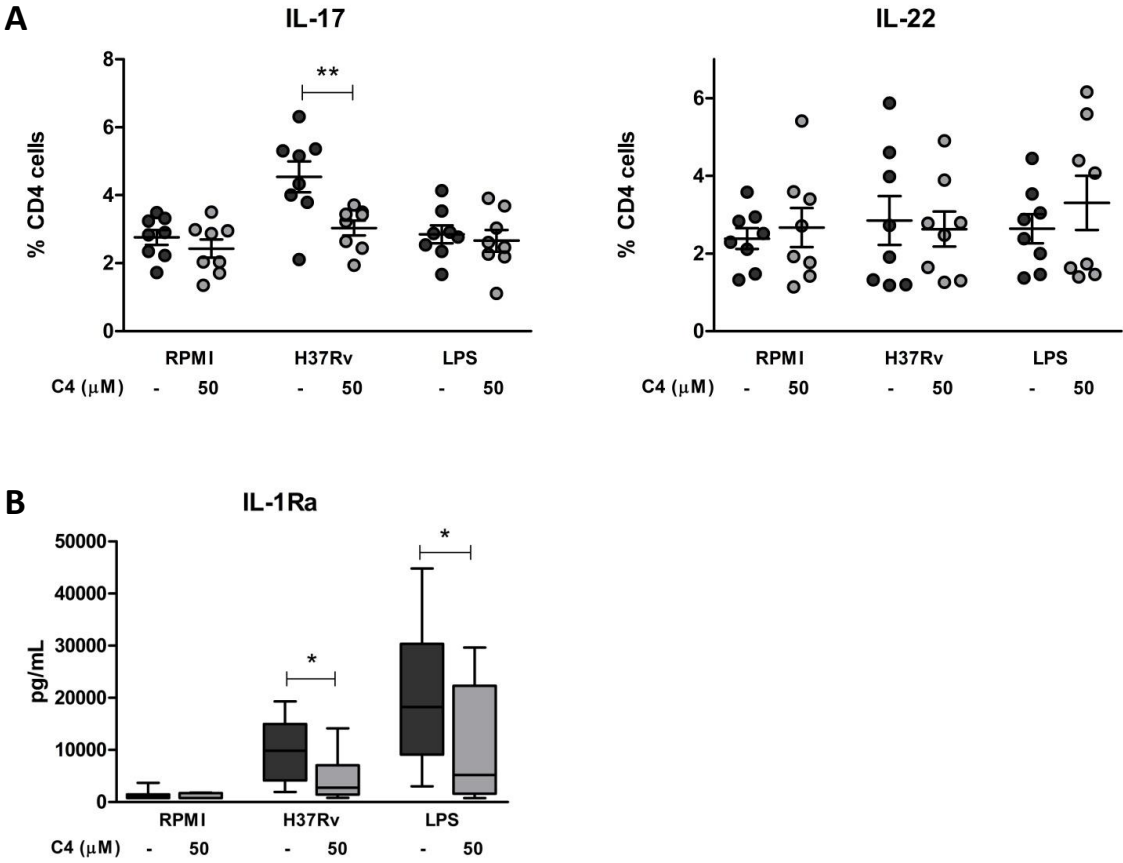 A
IL-17
IL-22
% CD4 cells
8
6
4
2
0
**
RPMI H37Rv LPS
C4 (μM) - 50 - 50 - 50
% CD4 cells
6
4
2
0
RPMI H37Rv LPS
C4 (μM) - 50 - 50 - 50
B
IL-1Ra
pg/mL
50000
40000
30000
20000
10000
0
*
*
RPMI H37Rv LPS
C4 (μM) - 50 - 50 - 50